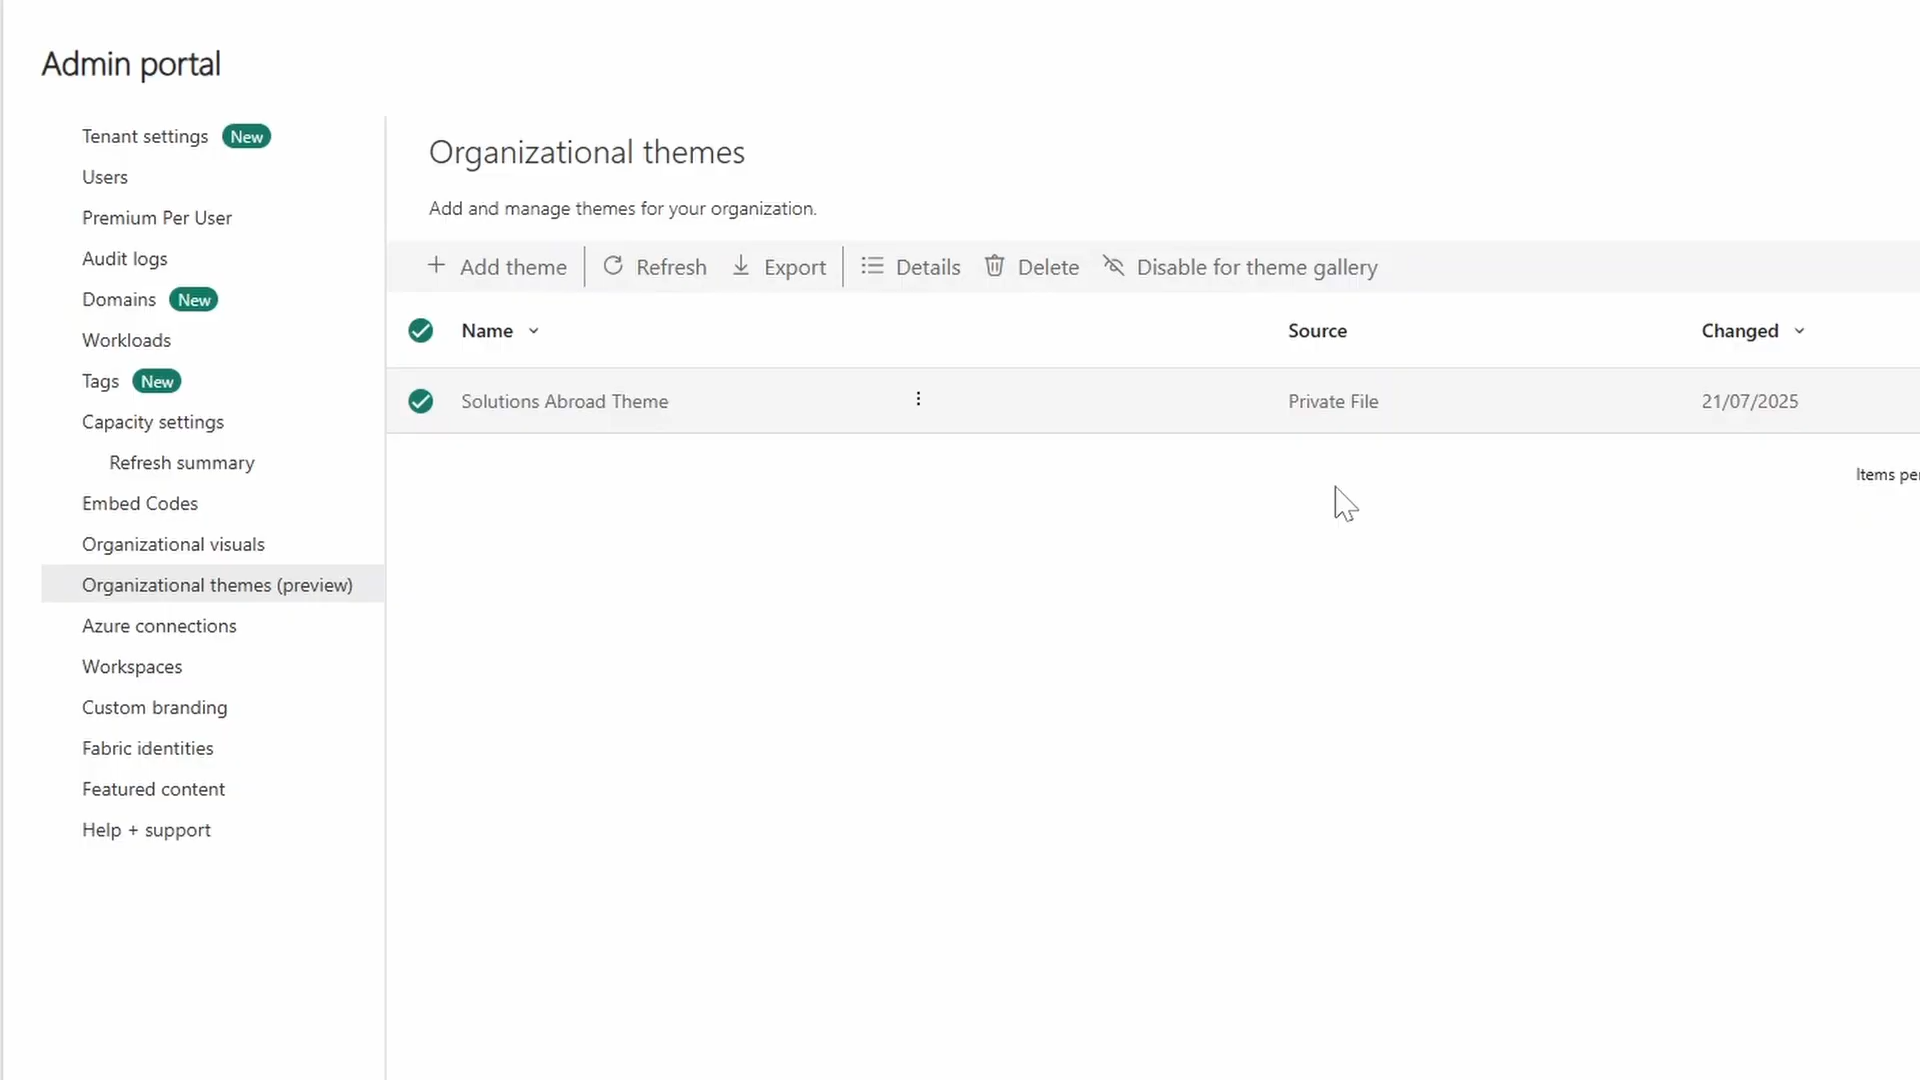 Admin portal
Tenant settings New
Users
Premium Per User
Audit logs
Domains New
Workloads
Tags New
Capacity settings
Refresh summary
Embed Codes
Organizational visuals
Organizational themes (preview)
Azure connections
Workspaces
Custom branding
Fabric identities
Featured content
Help + support
Organizational themes
Add and manage themes for your organization.
+ Add theme Refresh Export Details Delete Disable for theme gallery
Name Source Changed
Solutions Abroad Theme Private File 21/07/2025
Items